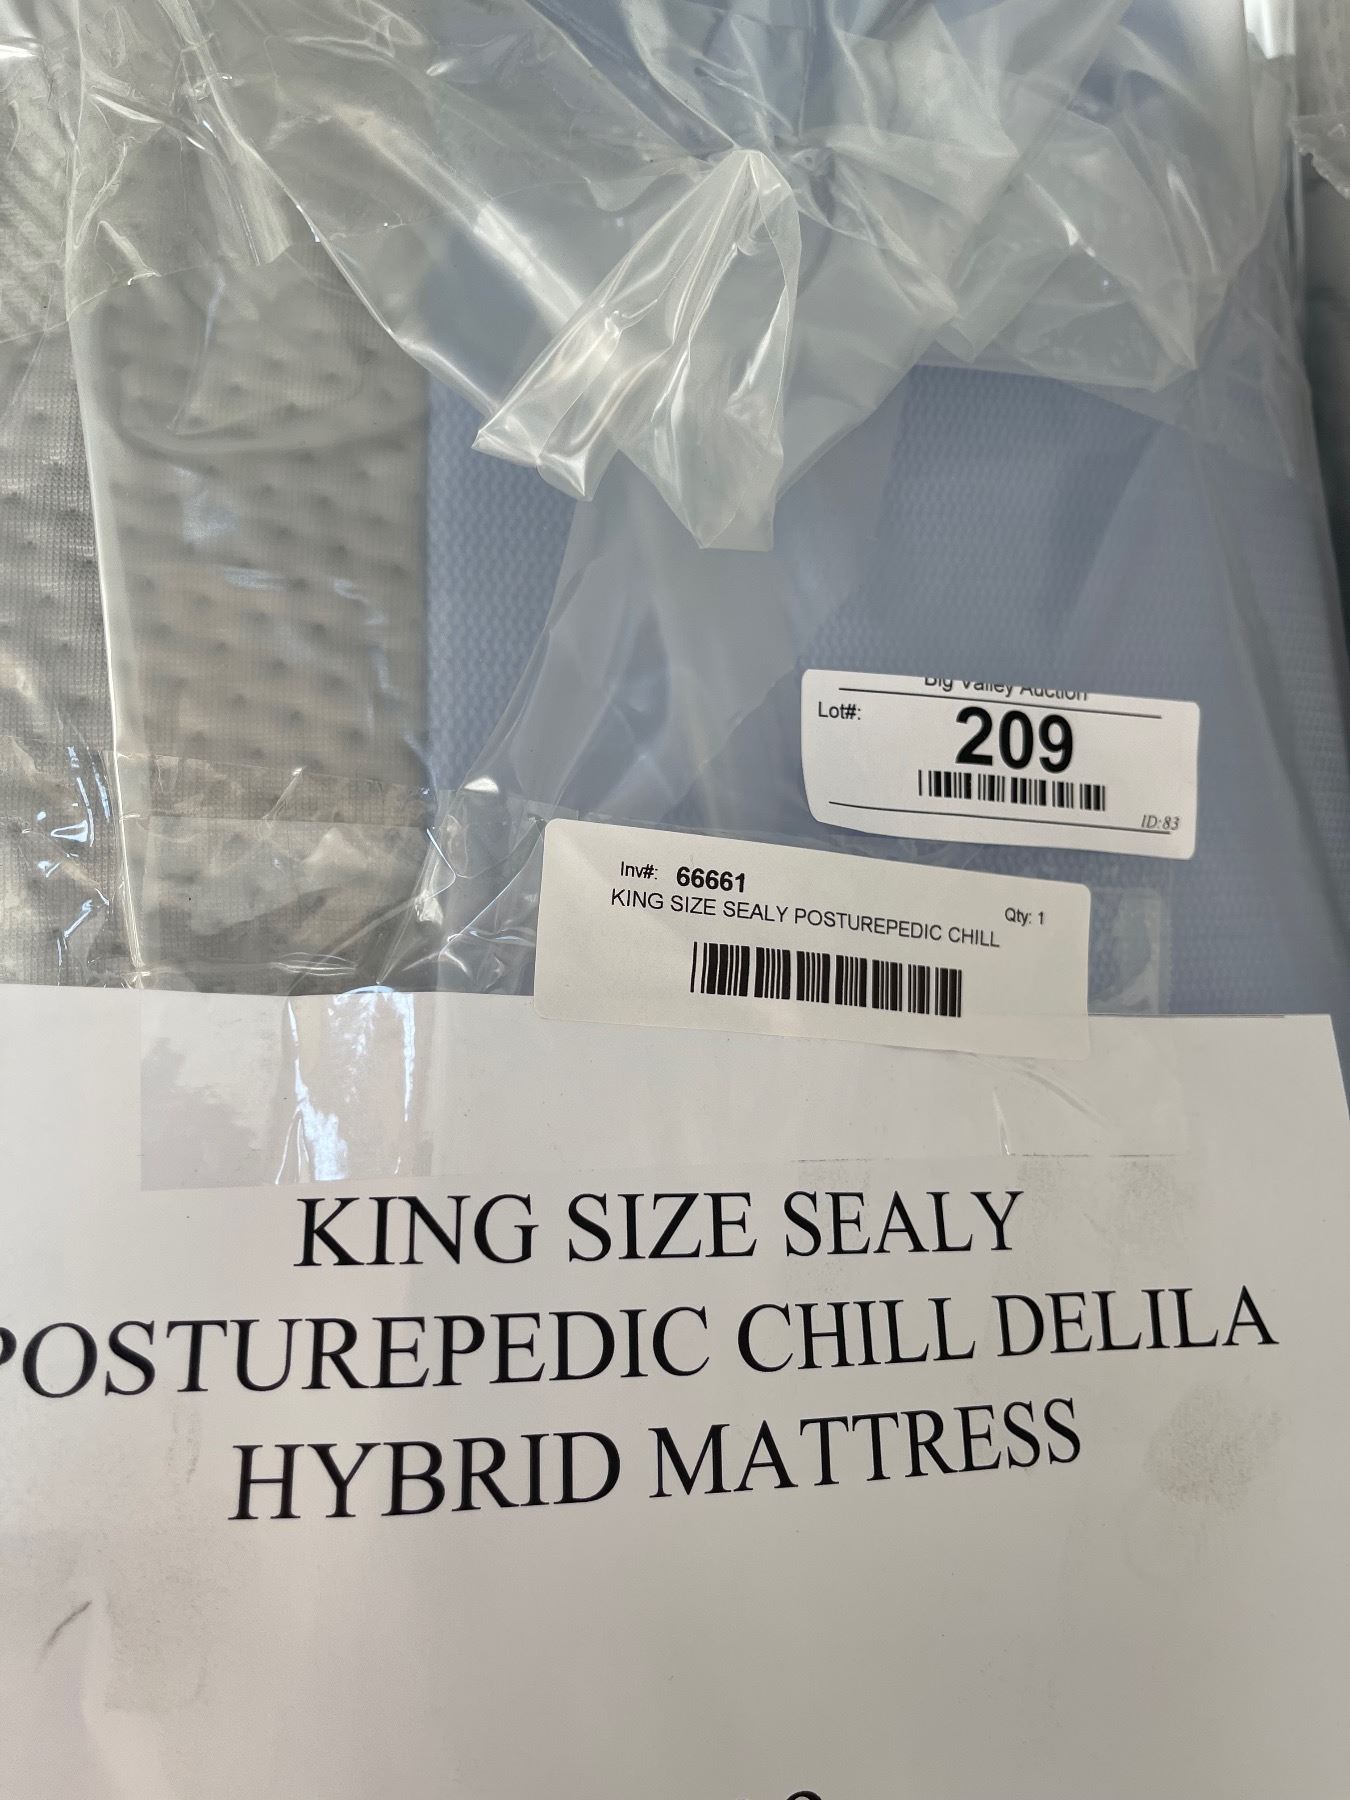 Big Valley Auction
Lot#:
209
ID:83
Inv#: 66661
Qty: 1
KING SIZE SEALY POSTUREPEDIC CHILL
KING SIZE SEALY
POSTUREPEDIC CHILL DELILA
HYBRID MATTRESS